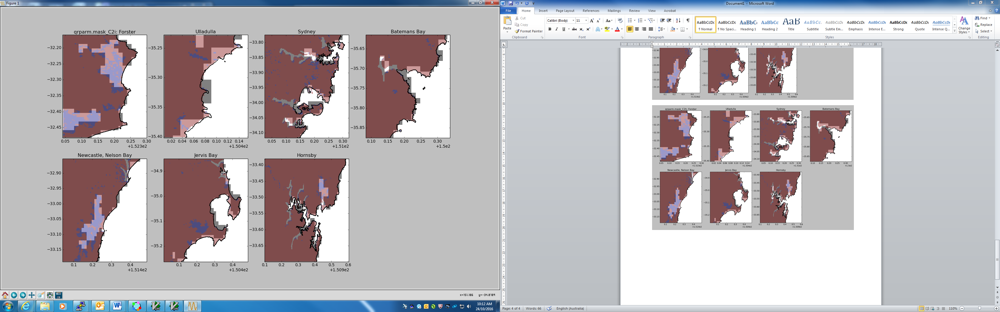 Figure 1
qrparm.mask_C2i: Forster
Ulladulla
Sydney
Batemans Bay
−32.20
−32.25
−32.30
−32.35
−32.40
−32.45
0.05 0.10 0.15 0.20 0.25 0.30
+1.523e2
−35.25
−35.30
−35.35
−35.40
0.02 0.04 0.06 0.08 0.10 0.12 0.14
+1.504e2
−33.80
−33.85
−33.90
−33.95
−34.00
−34.05
−34.10
0.05 0.10 0.15 0.20 0.25 0.30
+1.51e2
−35.65
−35.70
−35.75
−35.80
−35.85
0.10 0.15 0.20 0.25 0.30
+1.5e2
Newcastle, Nelson Bay
Jervis Bay
Hornsby
−32.90
−32.95
−33.00
−33.05
−33.10
−33.15
0.1 0.2 0.3 0.4
+1.514e2
−34.9
−35.0
−35.1
−35.2
0.1 0.2 0.3 0.4
+1.504e2
−33.40
−33.45
−33.50
−33.55
−33.60
−33.65
0.1 0.2 0.3 0.4 0.5 0.6
+1.509e2
x=151.186 y=-34.8789
10:12 AM
24/10/2016
Document1 - Microsoft Word
File Home Insert Page Layout References Mailings Review View Acrobat
Paste
Cut
Copy
Format Painter
Clipboard
Calibri (Body) 11
Font
Paragraph
AaBbCcDc ¶ Normal
AaBbCcDc ¶ No Spaci...
AaBbC Heading 1
AaBbCc Heading 2
AaB Title
AaBbCc. Subtitle
AaBbCcDc Subtle Em...
AaBbCcDc Emphasis
AaBbCcDc Intense E...
AaBbCcDc Strong
AaBbCcDc Quote
AaBbCcDc Intense Q...
Change Styles
Styles
Find
Replace
Select
Editing
qrparm.mask_C2h: Forster
Ulladulla
Sydney
Batemans Bay
Newcastle, Nelson Bay
Jervis Bay
Hornsby
Page: 4 of 4 Words: 66 English (Australia) 110%